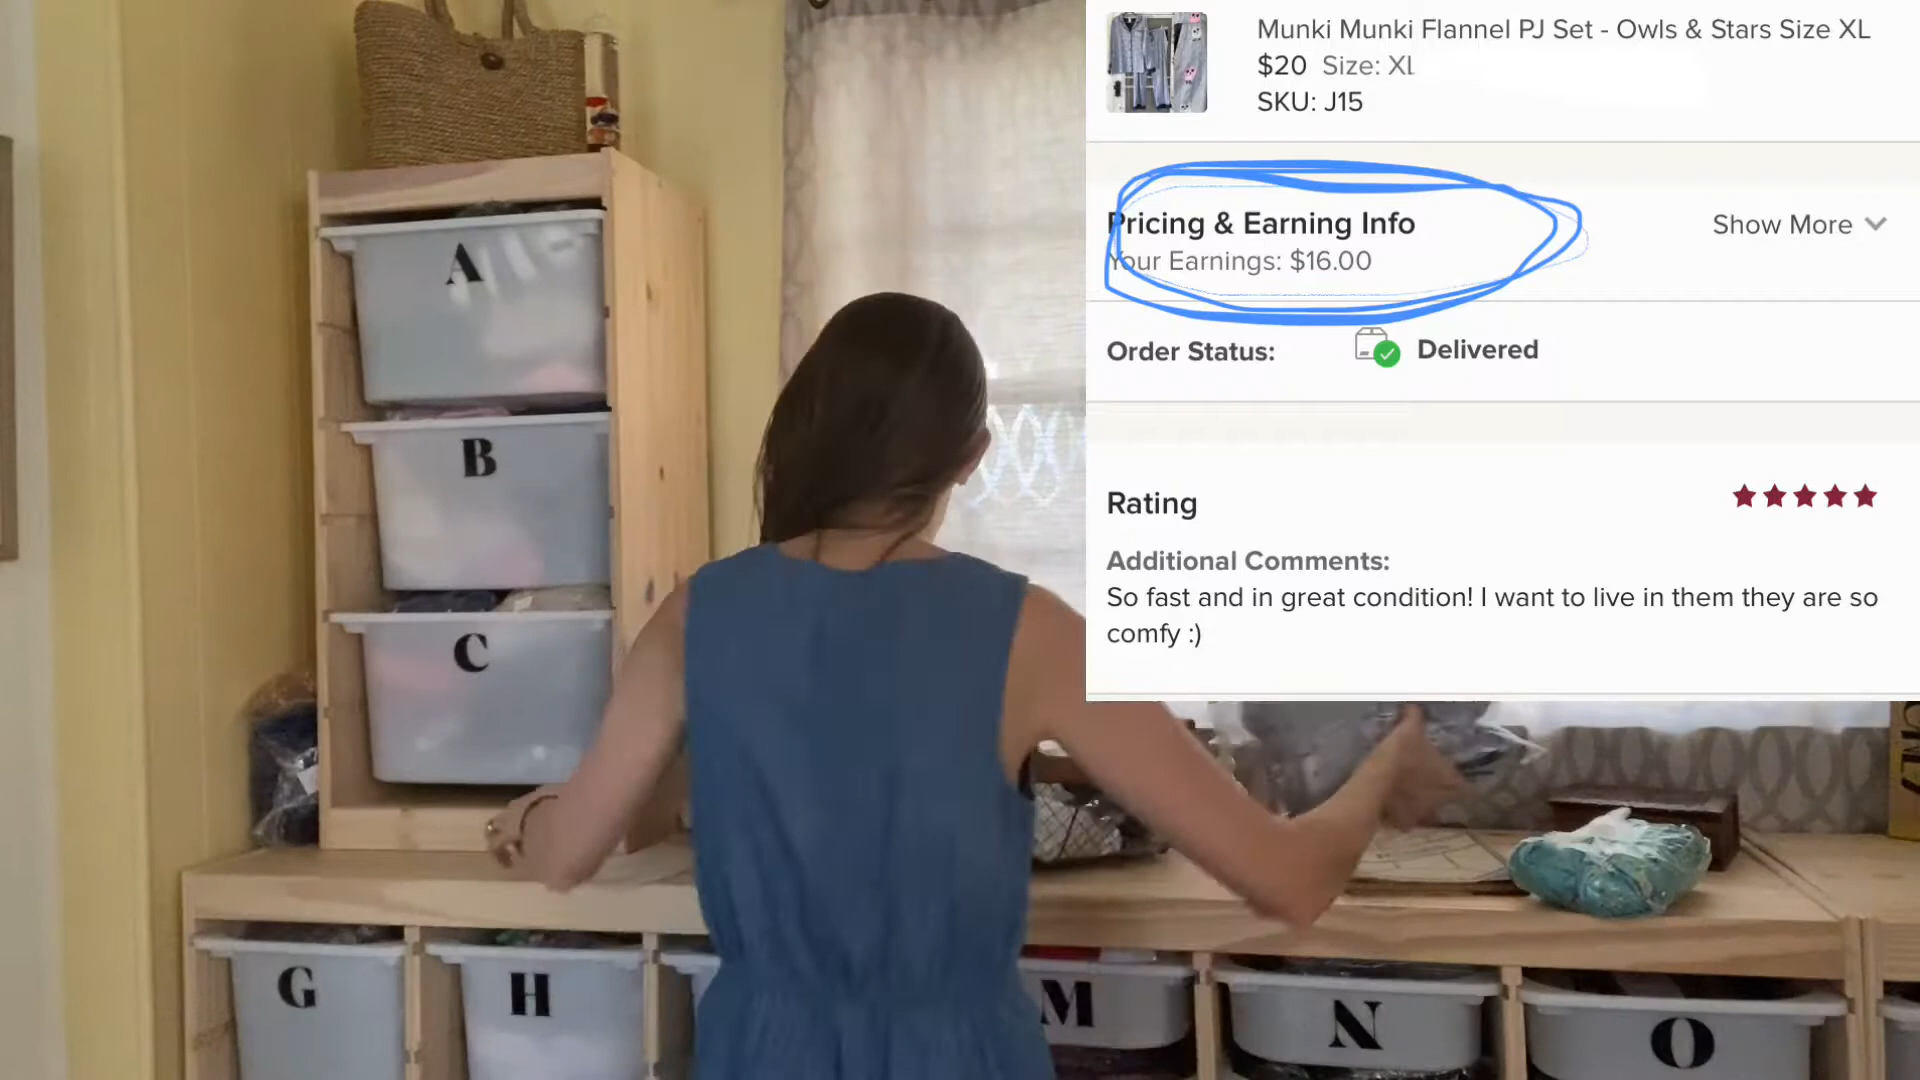 Munki Munki Flannel PJ Set - Owls & Stars Size XL
$20 Size: XL
SKU: J15
Pricing & Earning Info
Show More
Your Earnings: $16.00
Order Status:
Delivered
Rating
Additional Comments:
So fast and in great condition! I want to live in them they are so
comfy :)
A
B
C
G
H
M
N
O